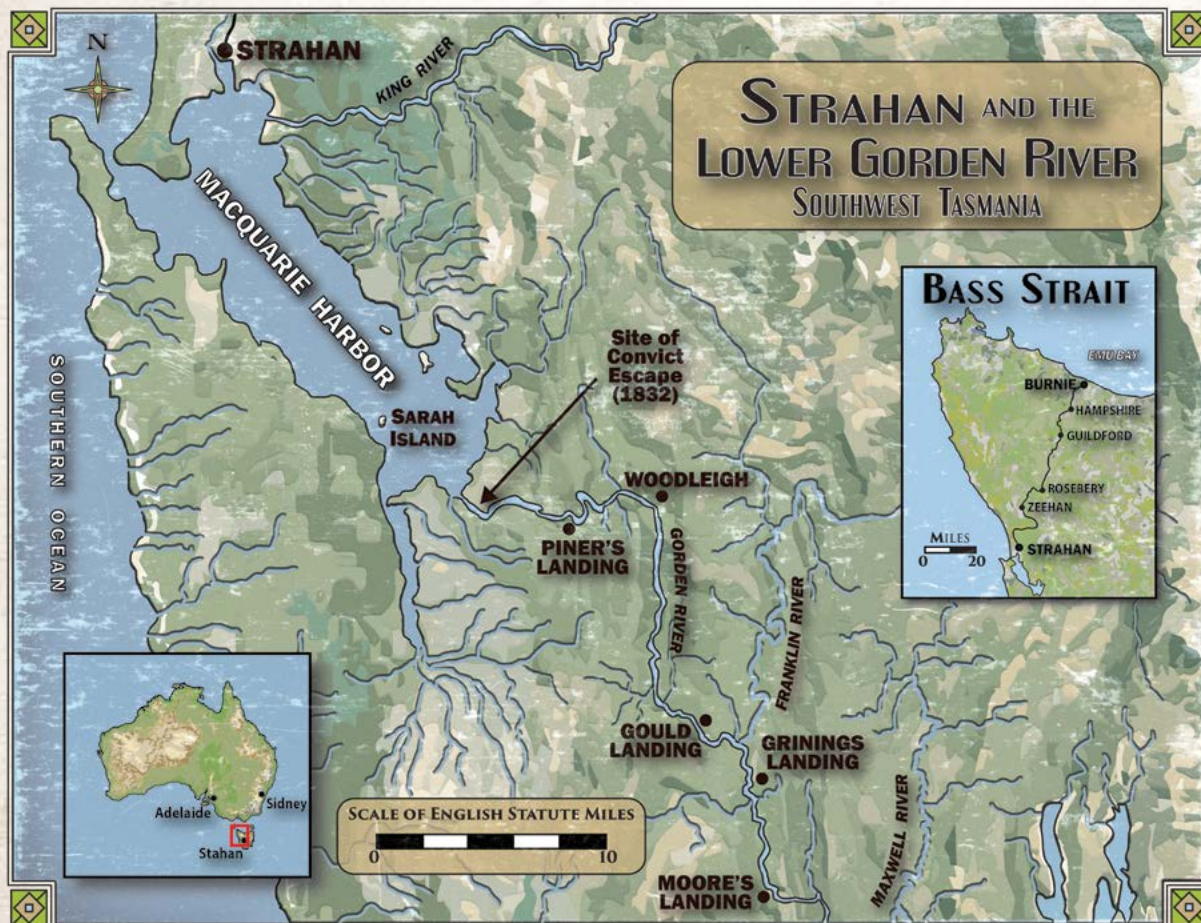 N
STRAHAN
KING RIVER
STRAHAN AND THE
LOWER GORDEN RIVER
SOUTHWEST TASMANIA
MACQUARIE HARBOR
SOUTHERN OCEAN
SARAH
ISLAND
Site of
Convict
Escape
(1832)
WOODLEIGH
PINER'S
LANDING
GORDEN RIVER
FRANKLIN RIVER
GOULD
LANDING
GRININGS
LANDING
MAXWELL RIVER
MOORE'S
LANDING
BASS STRAIT
EMU BAY
BURNIE
HAMPSHIRE
GUILDFORD
ROSEBERY
ZEEHAN
MILES
0 20
STRAHAN
Adelaide
Sidney
Stahan
SCALE OF ENGLISH STATUTE MILES
0 10